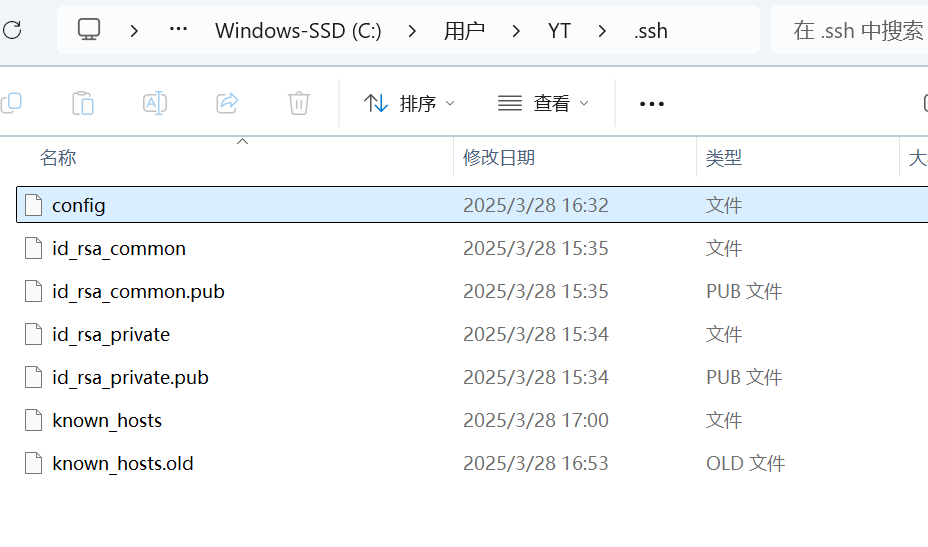 Windows-SSD (C:) 用户 YT .ssh 在 .ssh 中搜索
排序 查看
名称 修改日期 类型
config 2025/3/28 16:32 文件
id_rsa_common 2025/3/28 15:35 文件
id_rsa_common.pub 2025/3/28 15:35 PUB 文件
id_rsa_private 2025/3/28 15:34 文件
id_rsa_private.pub 2025/3/28 15:34 PUB 文件
known_hosts 2025/3/28 17:00 文件
known_hosts.old 2025/3/28 16:53 OLD 文件